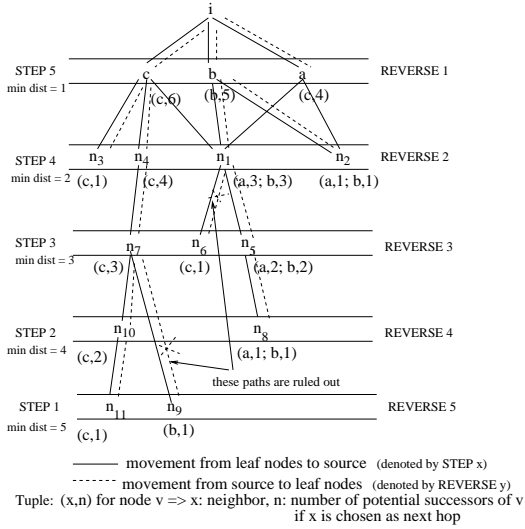 i
STEP 5
c
b
a
REVERSE 1
min dist = 1
(c,6)
(b,5)
(c,4)
STEP 4
n3
n4
n1
n2
REVERSE 2
min dist = 2
(c,1)
(c,4)
(a,3; b,3)
(a,1; b,1)
STEP 3
n7
n6
n5
REVERSE 3
min dist = 3
(c,3)
(c,1)
(a,2; b,2)
STEP 2
n10
n8
REVERSE 4
min dist = 4
(c,2)
(a,1; b,1)
these paths are ruled out
STEP 1
n11
n9
REVERSE 5
min dist = 5
(c,1)
(b,1)
movement from leaf nodes to source (denoted by STEP x)
movement from source to leaf nodes (denoted by REVERSE y)
Tuple: (x,n) for node v => x: neighbor, n: number of potential successors of v
if x is chosen as next hop